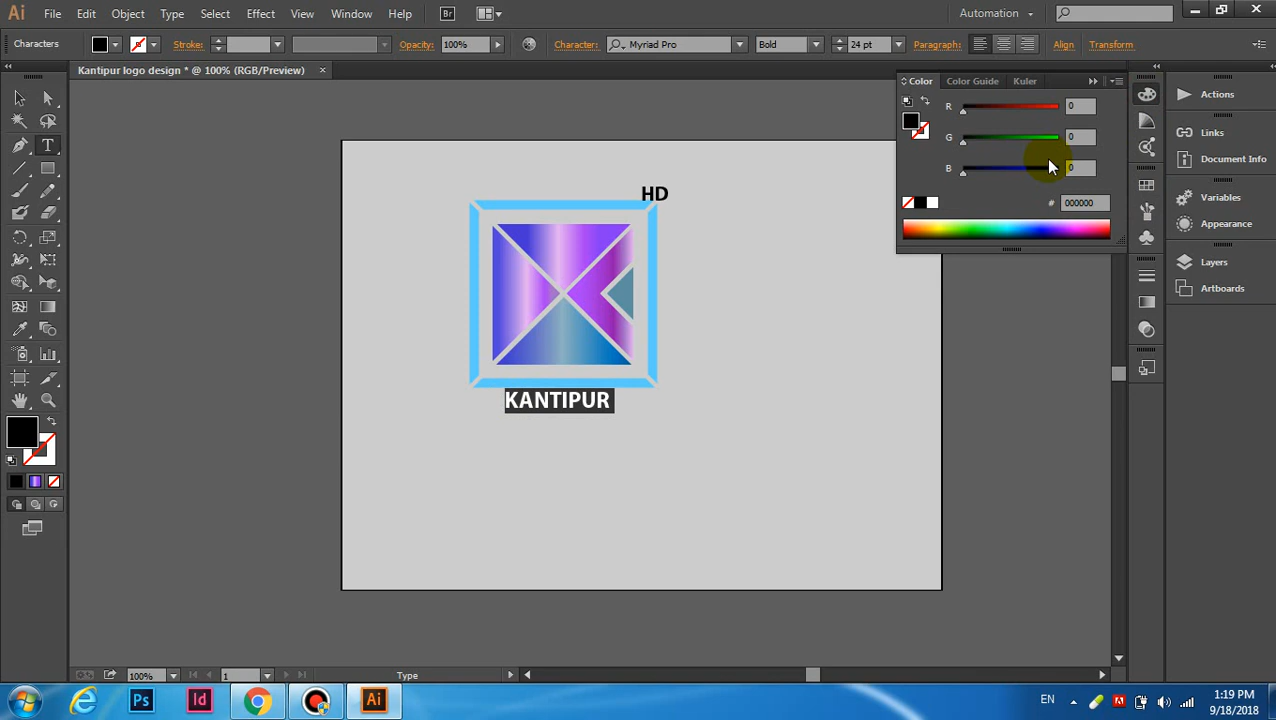 Ai File Edit Object Type Select Effect View Window Help Br Automation
Characters Stroke: Opacity: 100% Character: Myriad Pro Bold 24 pt Paragraph: Align Transform
Kantipur logo design * @ 100% (RGB/Preview)
Color Color Guide Kuler
R 0
G 0
B 0
# 000000
Actions
Links
Document Info
Variables
Appearance
Layers
Artboards
T
HD
KANTIPUR
100% 1 Type
Ps Id Ai EN 1:19 PM
9/18/2018